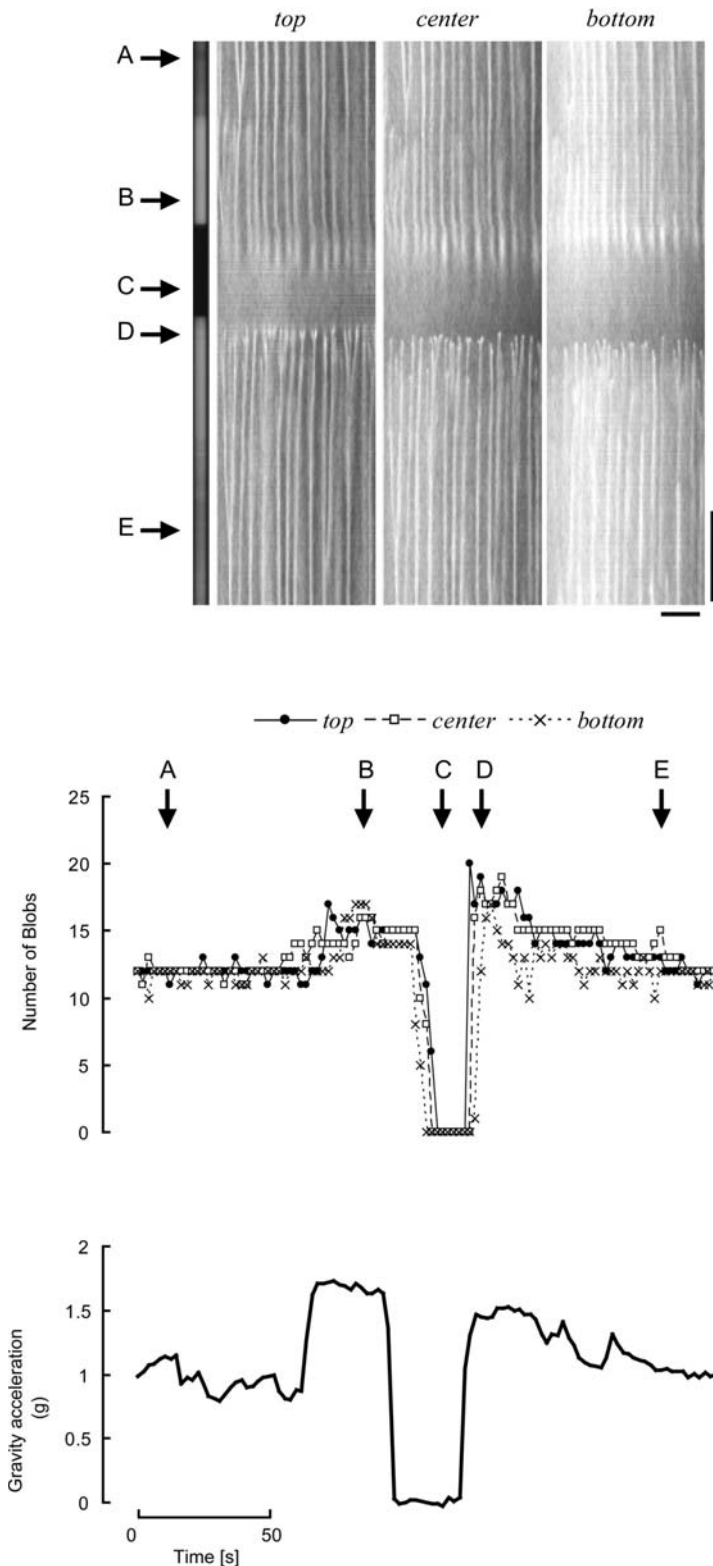 top center bottom
A
B
C
D
E
top center bottom
A B C D E
25
20
15
10
5
0
Number of Blobs
2
1.5
1
0.5
0
Gravity acceleration
(g)
0 50
Time [s]